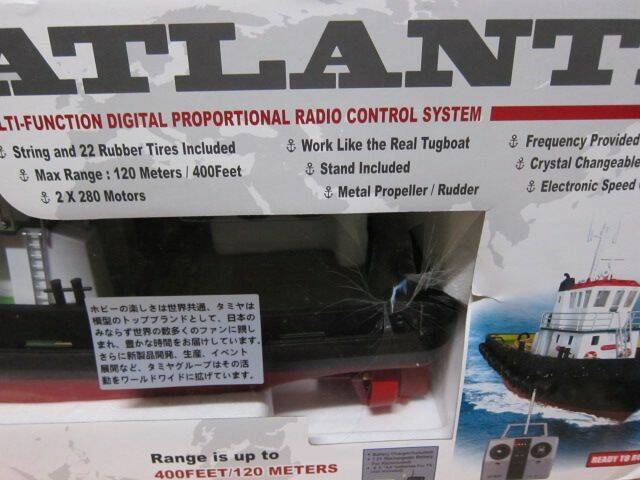 ATLANT
LTI-FUNCTION DIGITAL PROPORTIONAL RADIO CONTROL SYSTEM
String and 22 Rubber Tires Included
Work Like the Real Tugboat
Frequency Provided
Max Range : 120 Meters / 400Feet
Stand Included
Crystal Changeable
2 X 280 Motors
Metal Propeller / Rudder
Electronic Speed
ホビーの楽しさは世界共通、タミヤは
模型のトップブランドとして、日本の
みならず世界の数多くのファンに親し
まれ、豊かな時間をお届けしています。
さらに新製品開発、生産、イベント
展開など、タミヤグループはその活
動をワールドワイドに拡げています。
Range is up to
400FEET/120 METERS
Battery Charger
READY TO